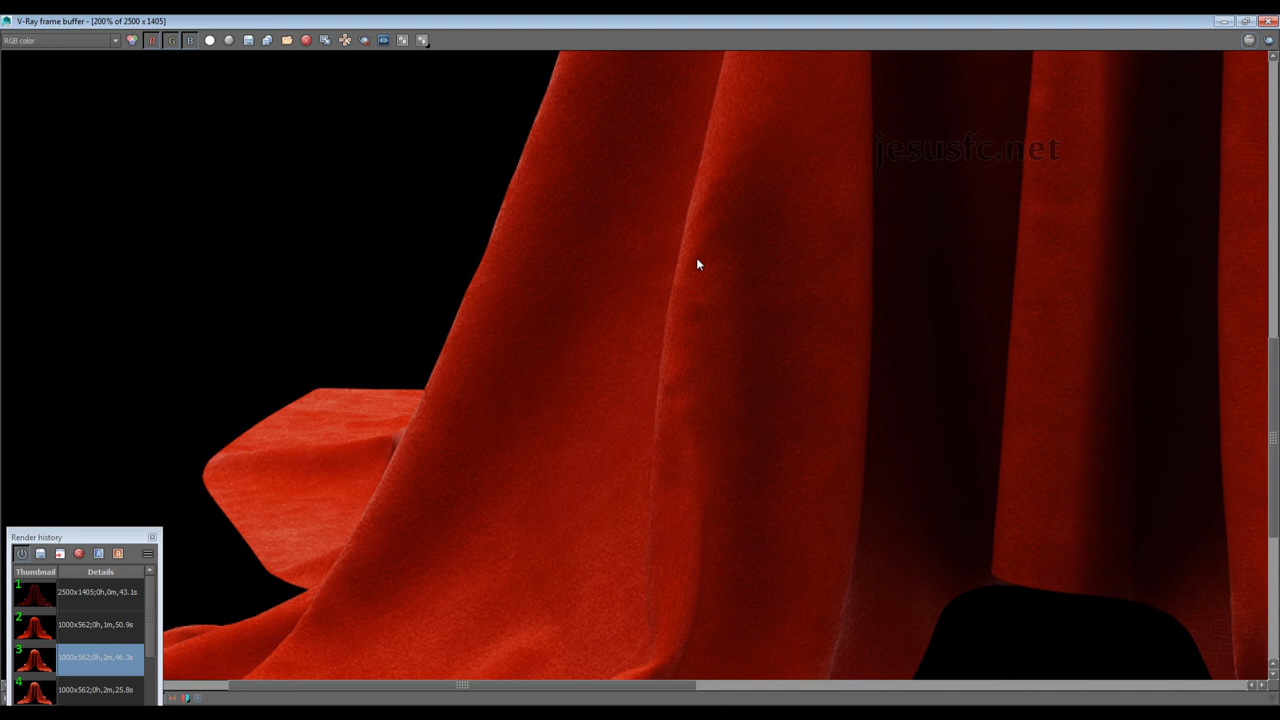 V-Ray frame buffer - [200% of 2500 x 1405]
RGB color
R G B
jesusfc.net
Render history
A B
Thumbnail Details
1 2500x1405;0h,0m,43.1s
2 1000x562;0h,1m,50.9s
3 1000x562;0h,2m,46.3s
4 1000x562;0h,2m,25.8s